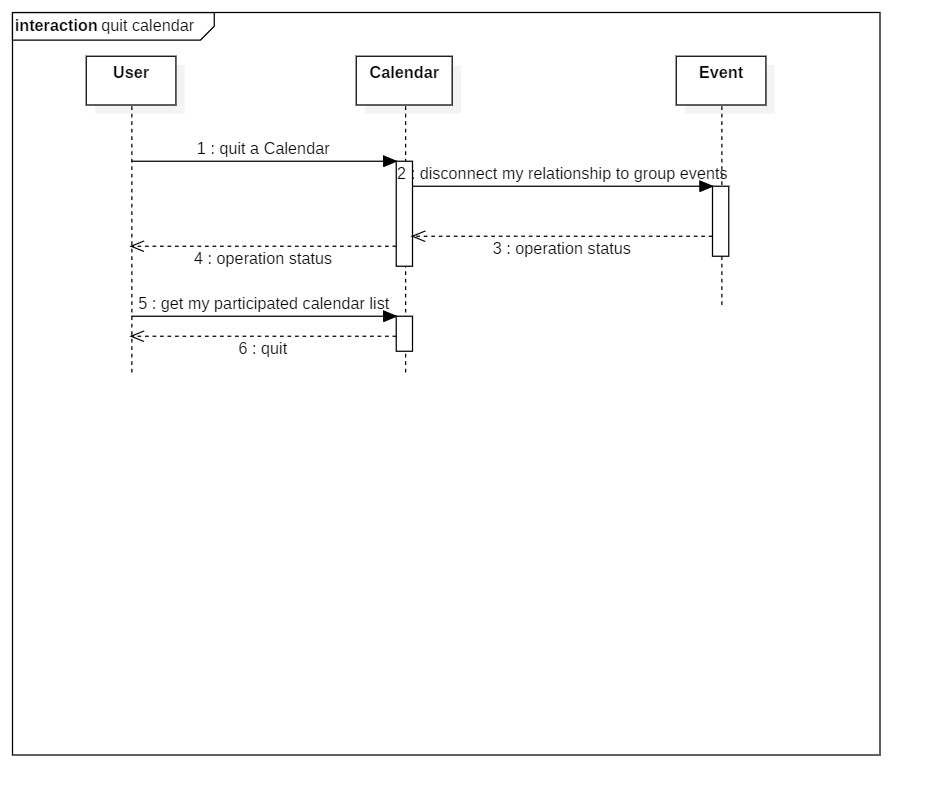 interaction quit calendar
User
Calendar
Event
1 : quit a Calendar
2 : disconnect my relationship to group events
3 : operation status
4 : operation status
5 : get my participated calendar list
6 : quit